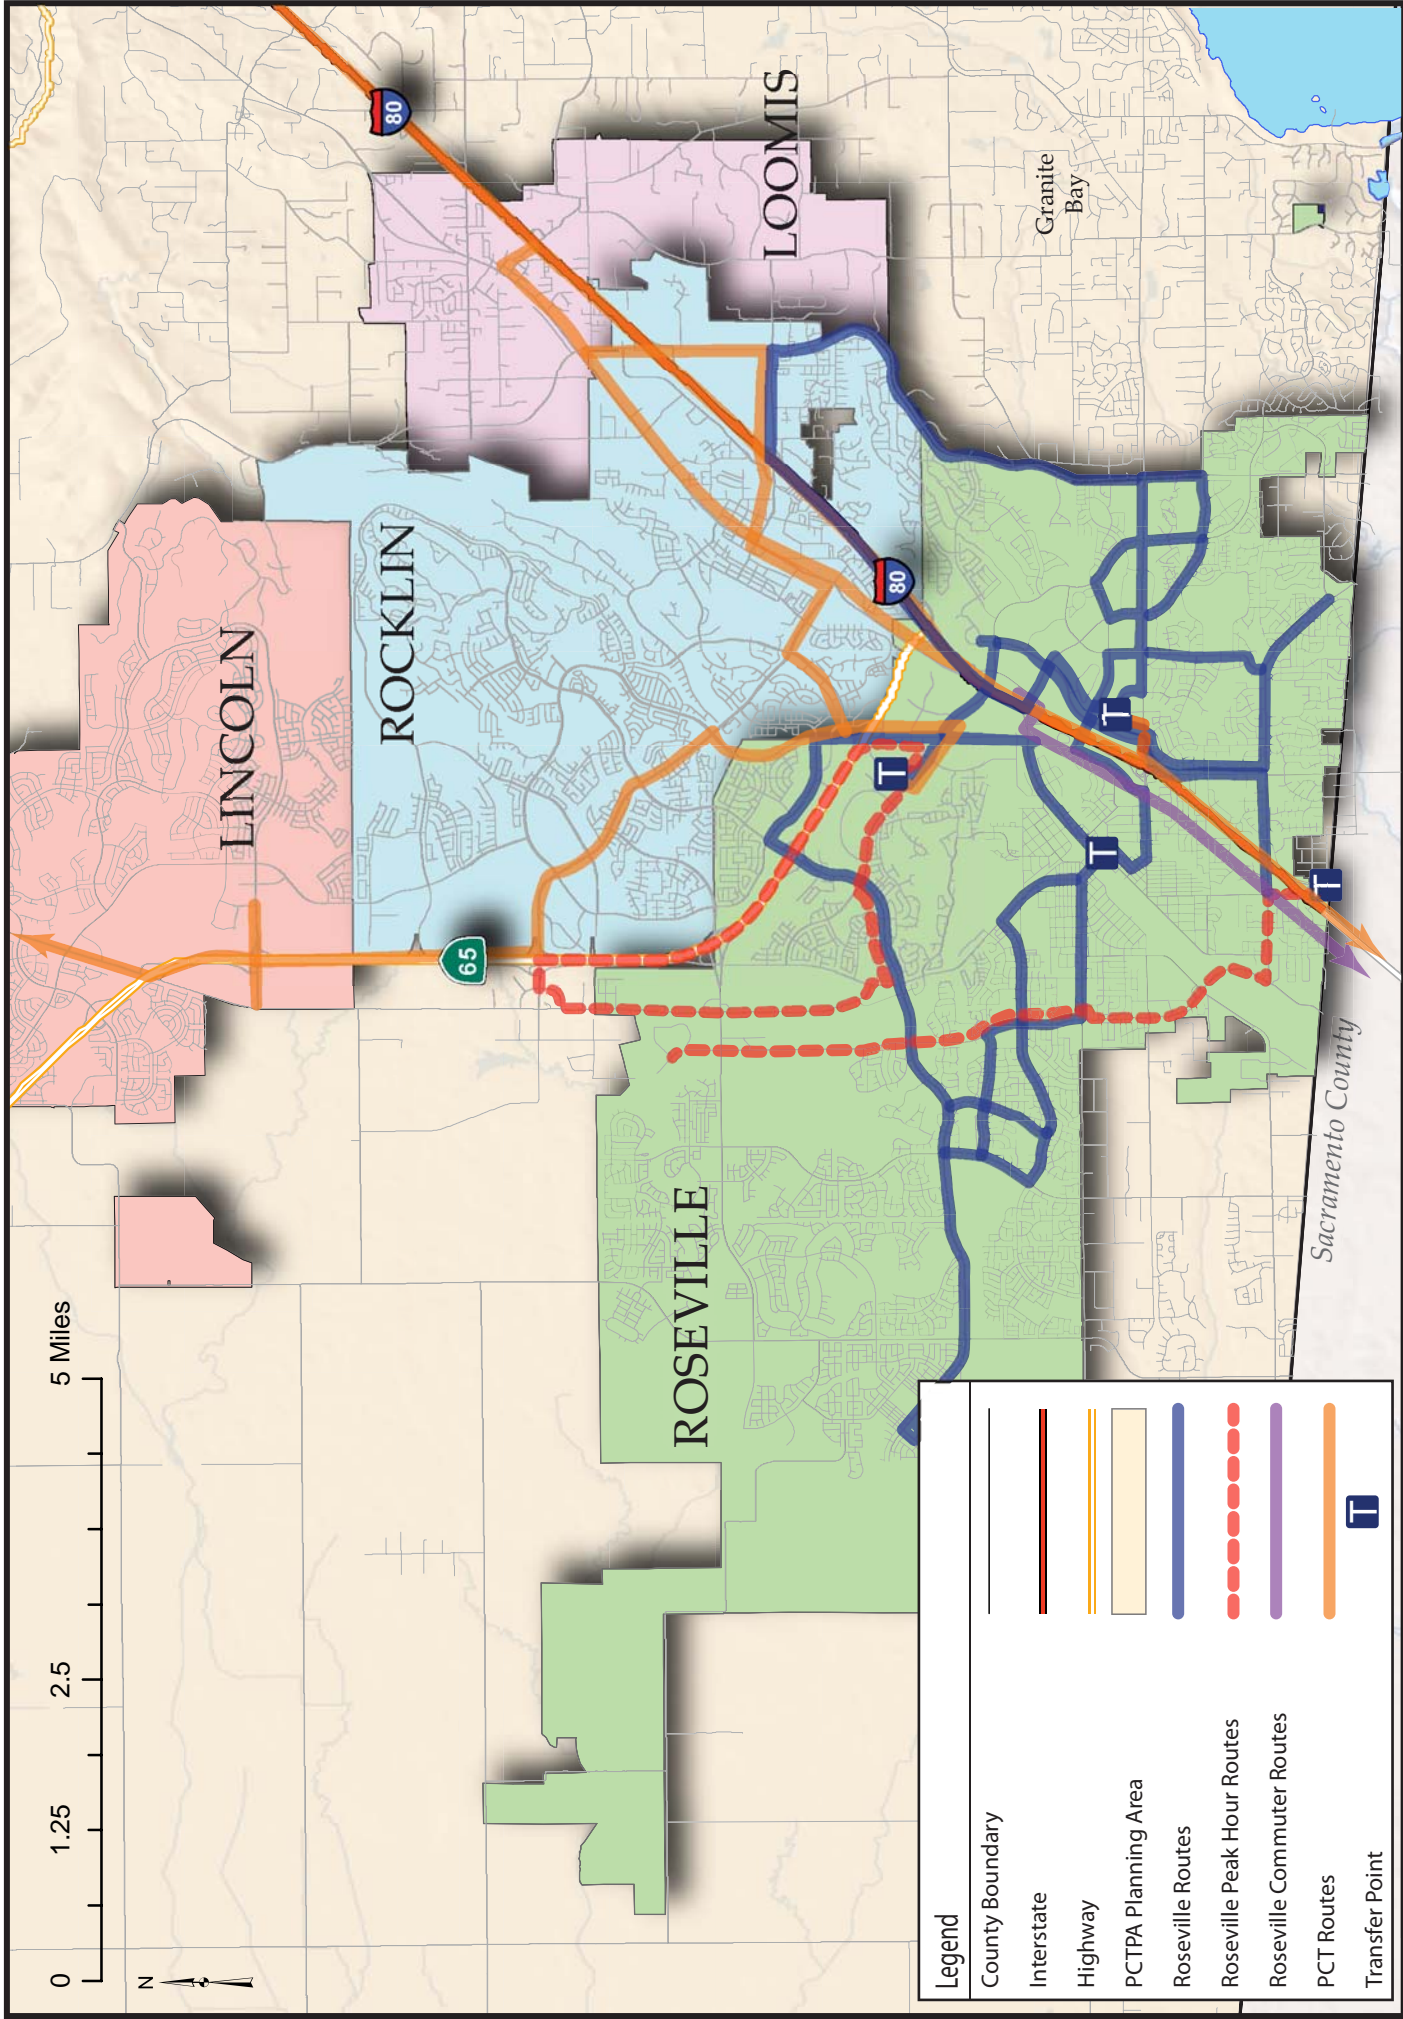 0 1.25 2.5 5 Miles
N
80
LINCOLN
ROCKLIN
LOOMIS
65
Granite
Bay
80
T
ROSEVILLE
T
T
T
Sacramento County
Legend
County Boundary
Interstate
Highway
PCTPA Planning Area
Roseville Routes
Roseville Peak Hour Routes
Roseville Commuter Routes
PCT Routes
Transfer Point T